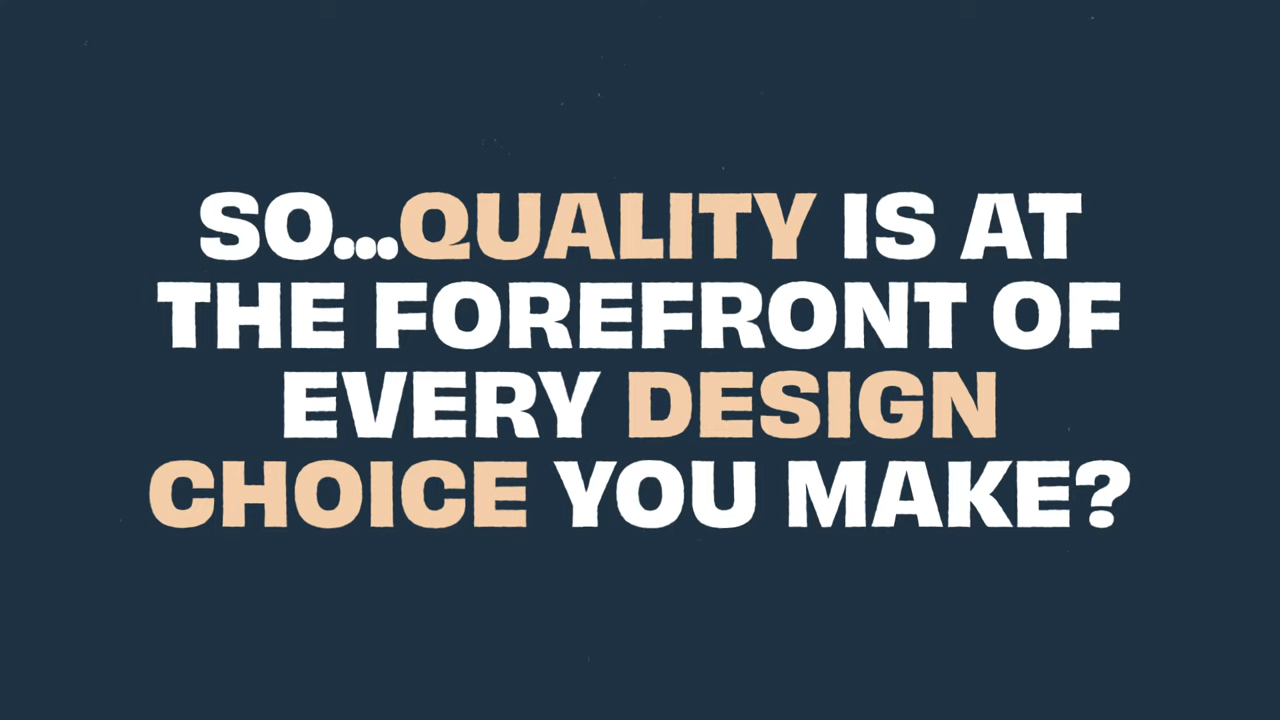 SO...QUALITY IS AT
THE FOREFRONT OF
EVERY DESIGN
CHOICE YOU MAKE?